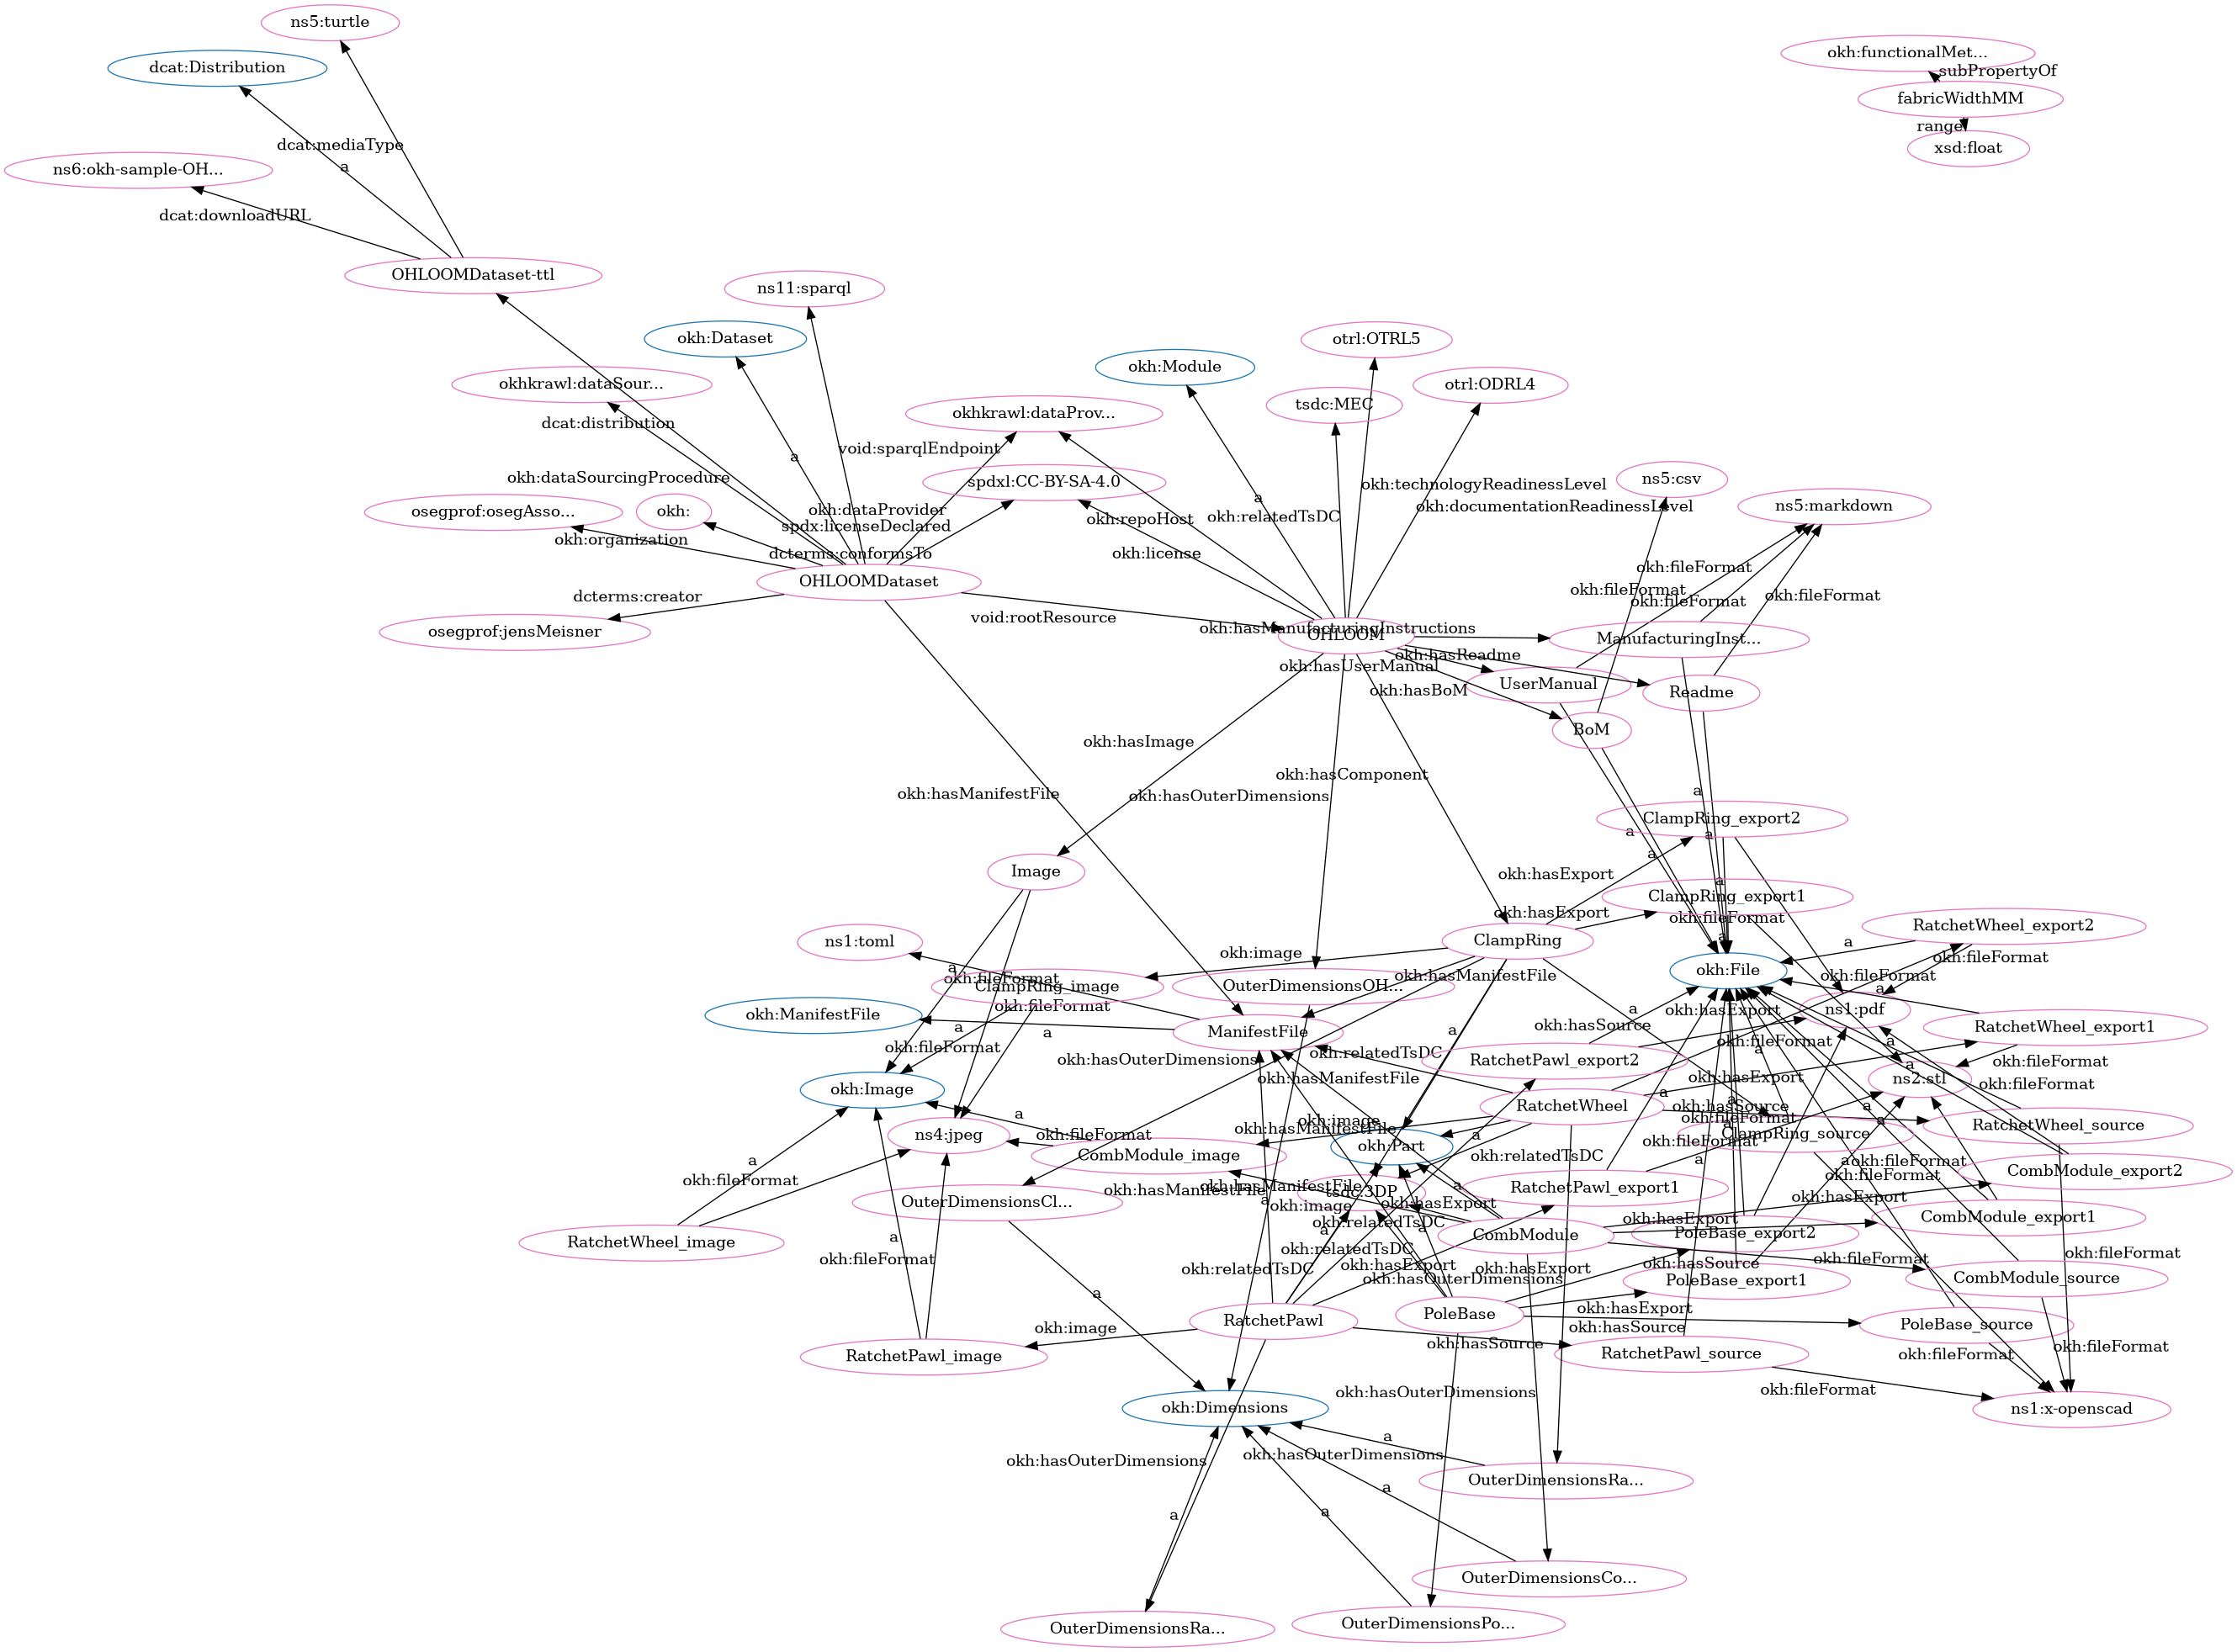 ns5:turtle
okh:functionalMet...
dcat:Distribution
subPropertyOf
fabricWidthMM
range
dcat:mediaType
xsd:float
a
ns6:okh-sample-OH...
dcat:downloadURL
OHLOOMDataset-ttl
ns11:sparql
okh:Dataset
otrl:OTRL5
okh:Module
okhkrawl:dataSour...
otrl:ODRL4
tsdc:MEC
okhkrawl:dataProv...
dcat:distribution
void:sparqlEndpoint
a
okh:dataSourcingProcedure
spdxl:CC-BY-SA-4.0
okh:technologyReadinessLevel
ns5:csv
a
okh:documentationReadinessLevel
ns5:markdown
osegprof:osegAsso...
okh:
okh:dataProvider
okh:repoHost
okh:relatedTsDC
spdx:licenseDeclared
okh:organization
dcterms:conformsTo
okh:license
okh:fileFormat
OHLOOMDataset
okh:fileFormat
okh:fileFormat
okh:fileFormat
dcterms:creator
void:rootResource
okh:hasManufacturingInstructions
osegprof:jensMeisner
OHLOOM
ManufacturingInst...
okh:hasReadme
okh:hasUserManual
UserManual
okh:hasBoM
Readme
BoM
okh:hasImage
okh:hasComponent
okh:hasManifestFile
okh:hasOuterDimensions
a
ClampRing_export2
a
a
a
Image
okh:hasExport
a
ClampRing_export1
okh:hasExport
okh:fileFormat
RatchetWheel_export2
a
ns1:toml
ClampRing
a
okh:image
okh:hasManifestFile
okh:File
okh:fileFormat
a
okh:fileFormat
ClampRing_image
OuterDimensionsOH...
okh:fileFormat
a
okh:fileFormat
a
okh:hasExport
ns1:pdf
okh:ManifestFile
ManifestFile
okh:hasSource
RatchetWheel_export1
a
a
a
okh:fileFormat
a
okh:fileFormat
okh:hasOuterDimensions
okh:relatedTsDC
RatchetPawl_export2
a
okh:fileFormat
a
okh:Image
okh:hasManifestFile
okh:hasExport
ns2:stl
okh:fileFormat
a
a
RatchetWheel
okh:hasSource
a
a
okh:image
okh:fileFormat
RatchetWheel_source
ns4:jpeg
okh:fileFormat
okh:hasManifestFile
a
ClampRing_source
okh:Part
okh:fileFormat
CombModule_image
okh:relatedTsDC
a
a
a
okh:fileFormat
CombModule_export2
okh:fileFormat
okh:fileFormat
okh:hasManifestFile
okh:hasManifestFile
a
tsdc:3DP
RatchetPawl_export1
OuterDimensionsCl...
a
okh:image
okh:hasExport
okh:hasExport
okh:relatedTsDC
okh:hasExport
CombModule_export1
a
a
CombModule
PoleBase_export2
RatchetWheel_image
okh:relatedTsDC
okh:fileFormat
okh:fileFormat
okh:fileFormat
okh:relatedTsDC
okh:hasExport
okh:hasExport
okh:hasSource
CombModule_source
okh:hasOuterDimensions
PoleBase_export1
a
okh:hasExport
PoleBase
RatchetPawl
okh:image
okh:hasSource
PoleBase_source
okh:hasSource
okh:fileFormat
RatchetPawl_image
RatchetPawl_source
okh:fileFormat
okh:hasOuterDimensions
okh:fileFormat
okh:Dimensions
ns1:x-openscad
a
okh:hasOuterDimensions
okh:hasOuterDimensions
OuterDimensionsRa...
a
a
a
OuterDimensionsCo...
OuterDimensionsRa...
OuterDimensionsPo...